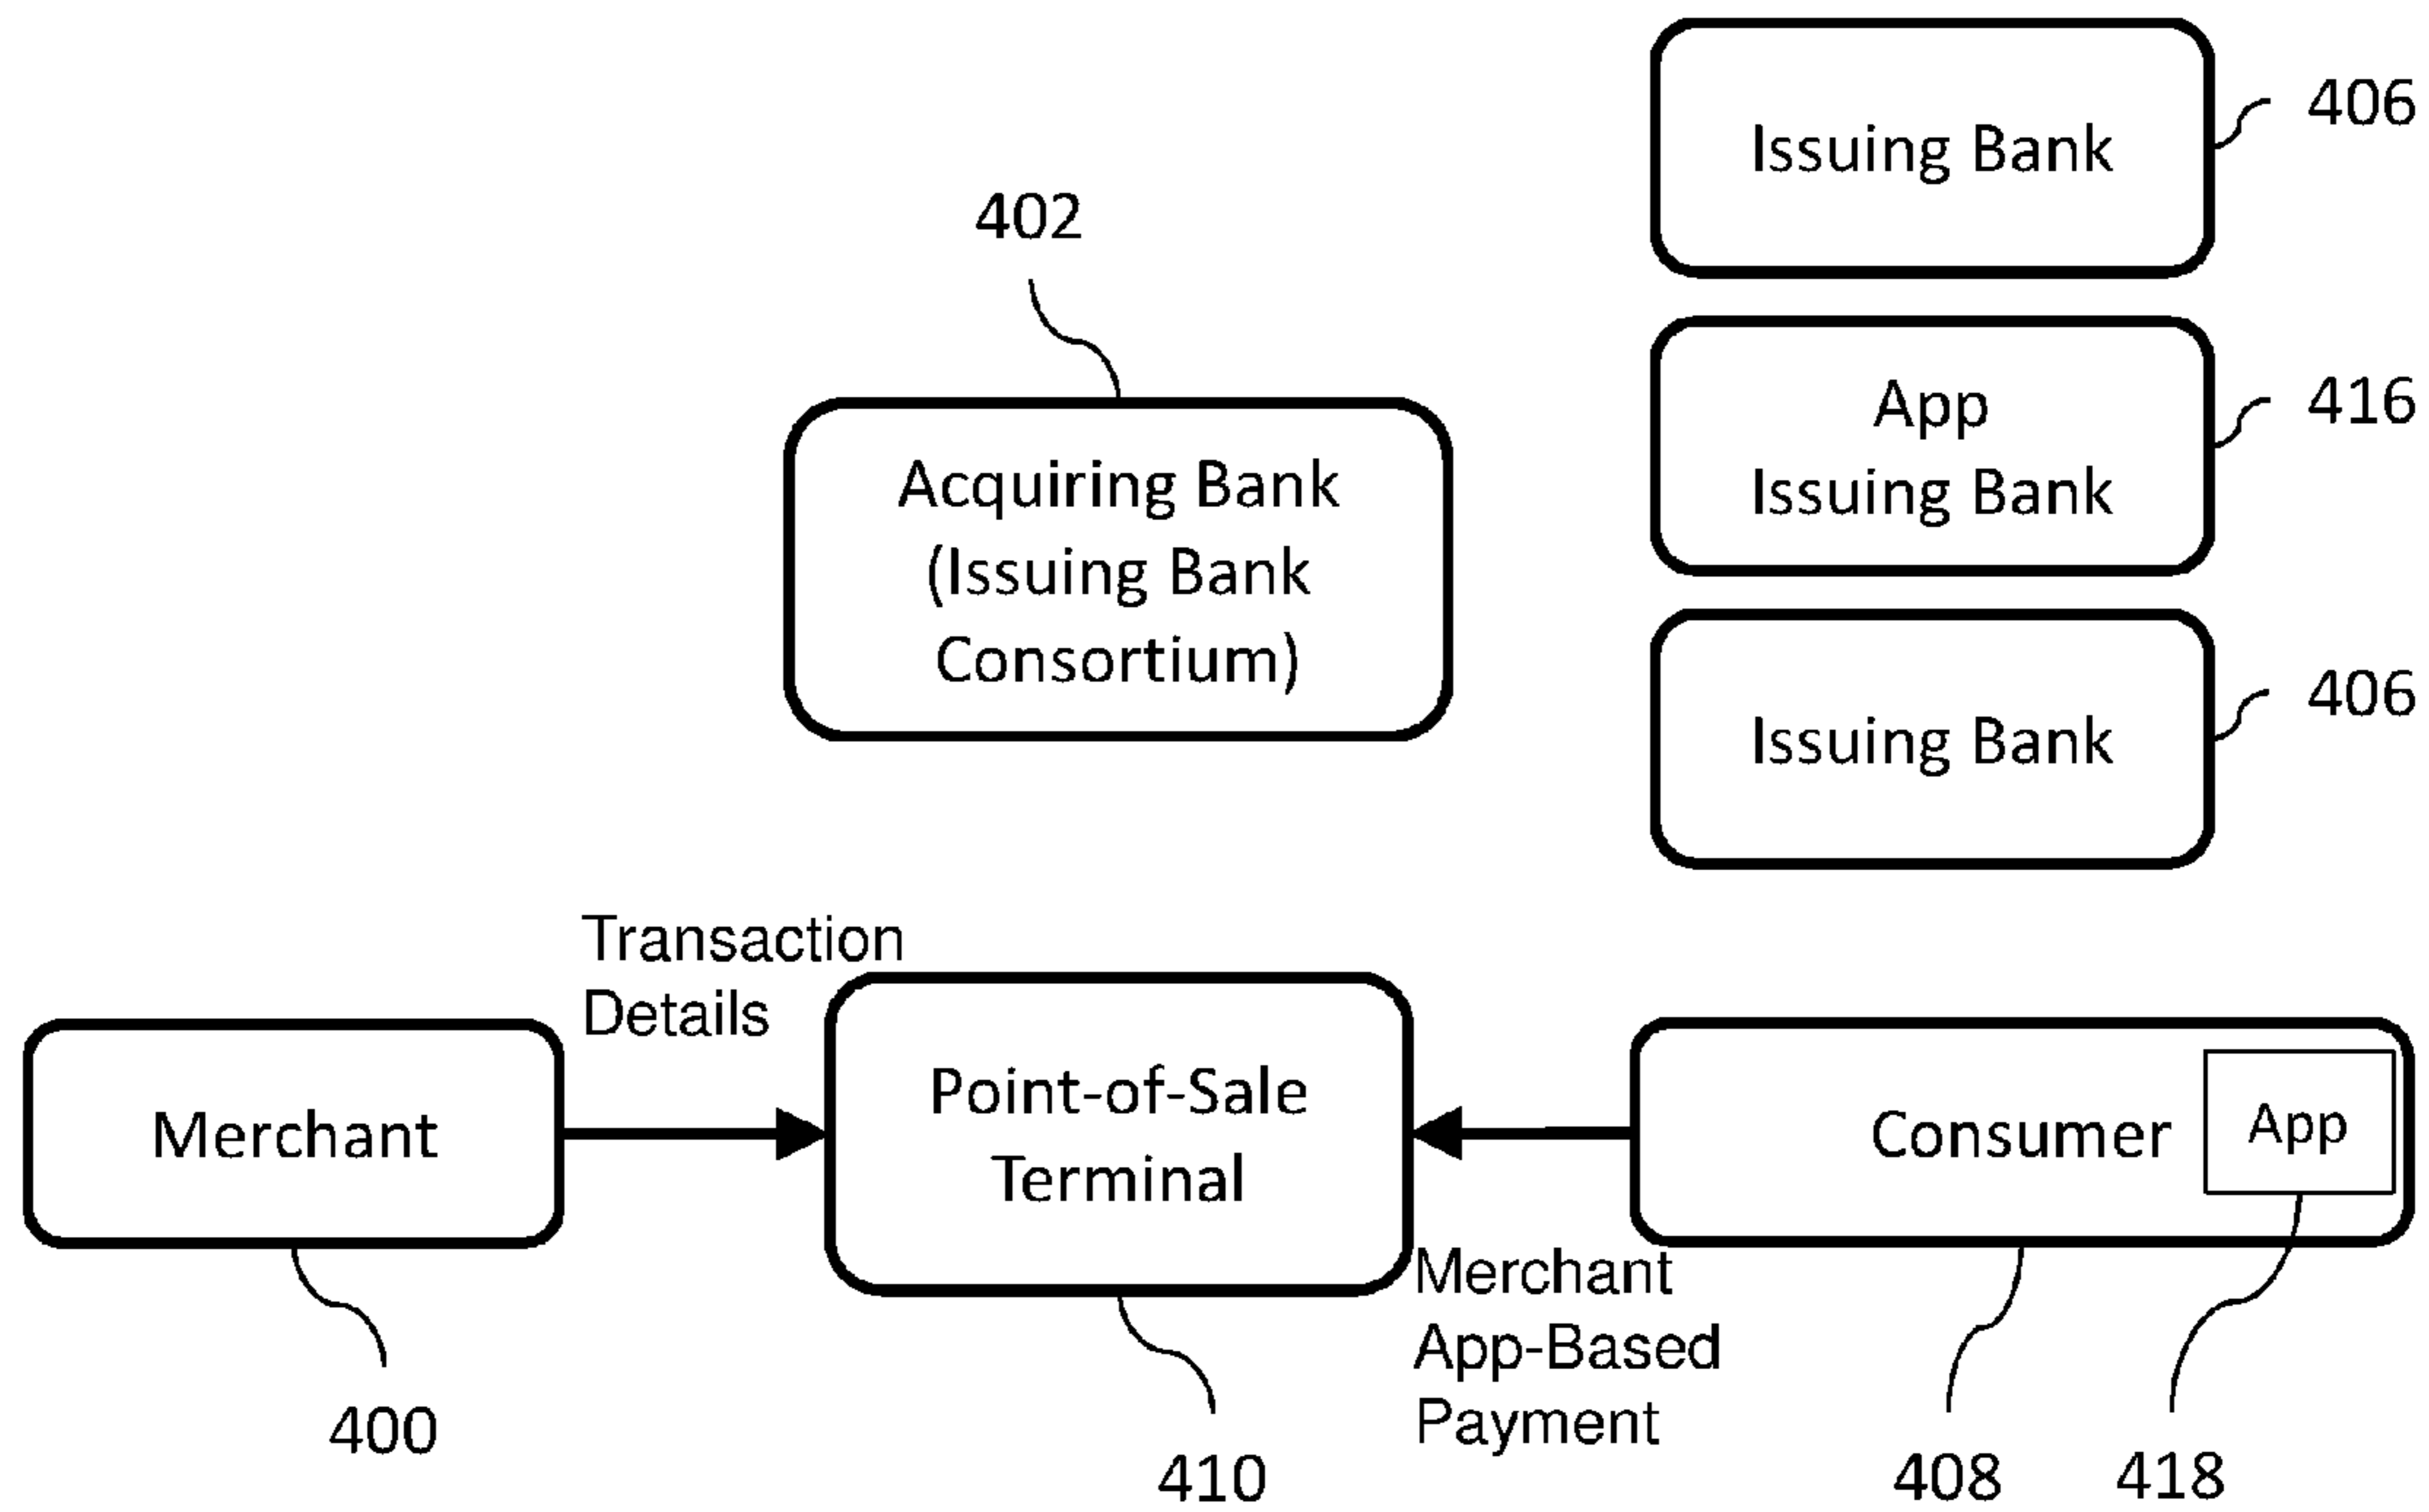 Issuing Bank
406
402
App
Issuing Bank
416
Acquiring Bank
(Issuing Bank
Consortium)
Issuing Bank
406
Transaction
Details
Merchant
Point-of-Sale
Terminal
Consumer
App
Merchant
App-Based
Payment
400
410
408
418